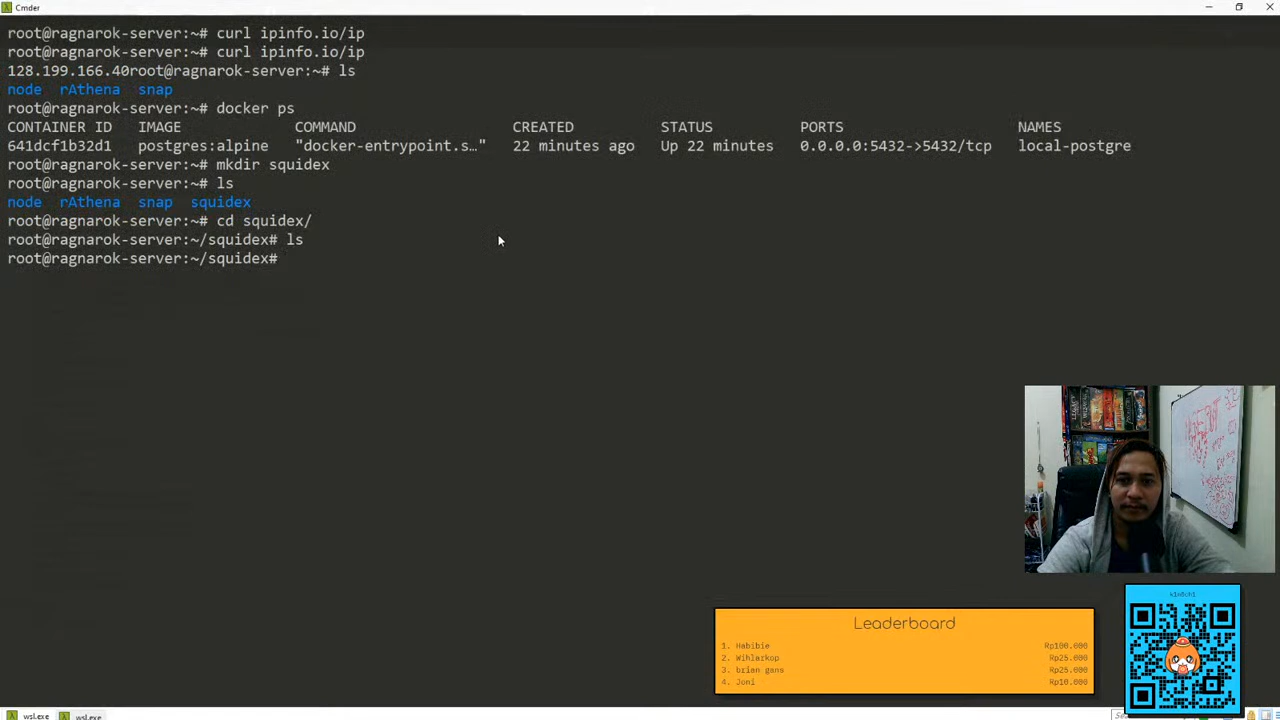 Cmder
root@ragnarok-server:~# curl ipinfo.io/ip
root@ragnarok-server:~# curl ipinfo.io/ip
128.199.166.40root@ragnarok-server:~# ls
node rAthena snap
root@ragnarok-server:~# docker ps
CONTAINER ID IMAGE COMMAND CREATED STATUS PORTS NAMES
641dcf1b32d1 postgres:alpine "docker-entrypoint.s…" 22 minutes ago Up 22 minutes 0.0.0.0:5432->5432/tcp local-postgre
root@ragnarok-server:~# mkdir squidex
root@ragnarok-server:~# ls
node rAthena snap squidex
root@ragnarok-server:~# cd squidex/
root@ragnarok-server:~/squidex# ls
root@ragnarok-server:~/squidex#
Leaderboard
1. Habibie Rp100.000
2. Wihlarkop Rp25.000
3. brian gans Rp25.000
4. Joni Rp10.000
wsl.exe
wsl.exe